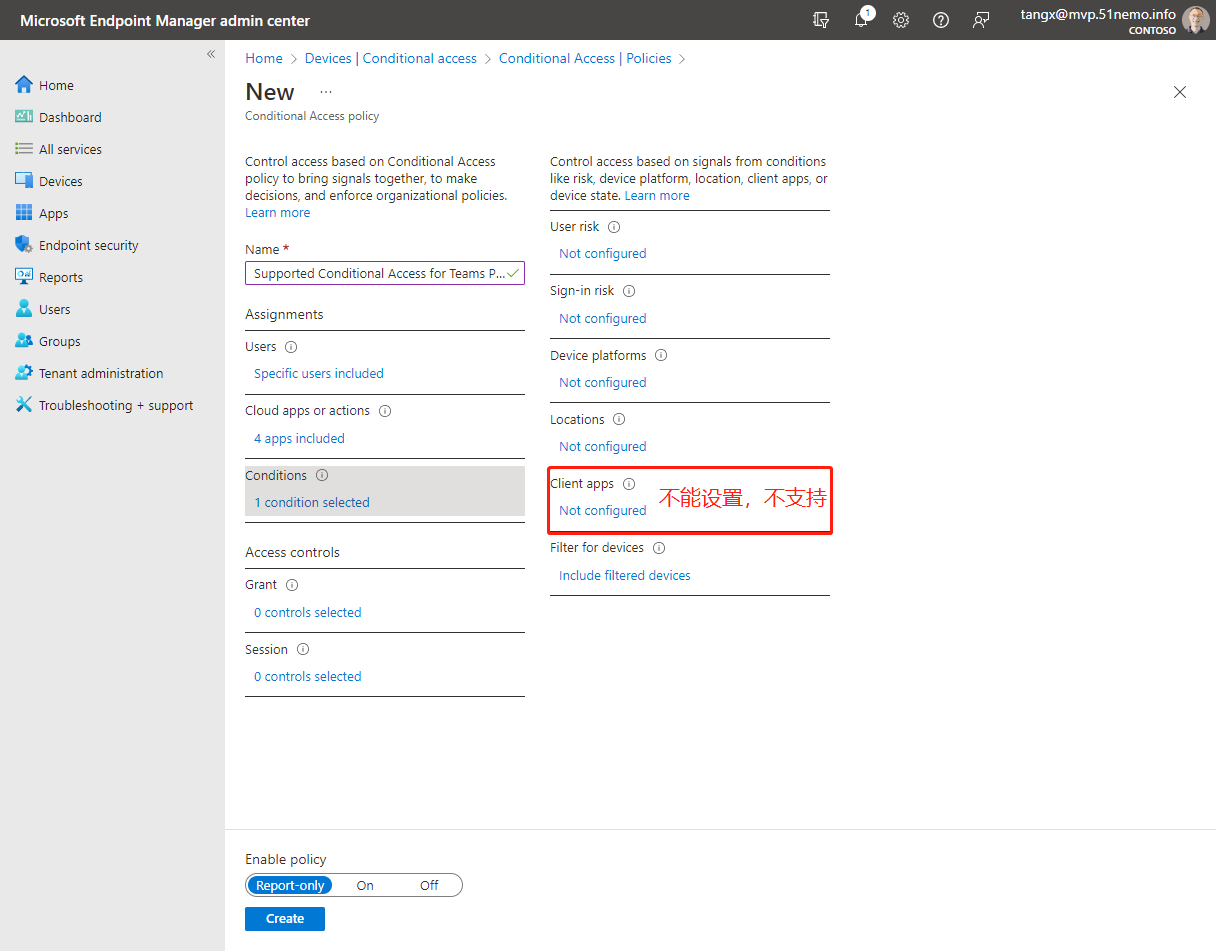 Microsoft Endpoint Manager admin center
1
tangx@mvp.51nemo.info
CONTOSO
«
Home
Dashboard
All services
Devices
Apps
Endpoint security
Reports
Users
Groups
Tenant administration
Troubleshooting + support
Home > Devices | Conditional access > Conditional Access | Policies >
New ...
Conditional Access policy
Control access based on Conditional Access
policy to bring signals together, to make
decisions, and enforce organizational policies.
Learn more
Name *
Supported Conditional Access for Teams P...
Assignments
Users
Specific users included
Cloud apps or actions
4 apps included
Conditions
1 condition selected
Access controls
Grant
0 controls selected
Session
0 controls selected
Control access based on signals from conditions
like risk, device platform, location, client apps, or
device state. Learn more
User risk
Not configured
Sign-in risk
Not configured
Device platforms
Not configured
Locations
Not configured
Client apps
Not configured
不能设置，不支持
Filter for devices
Include filtered devices
Enable policy
Report-only On Off
Create